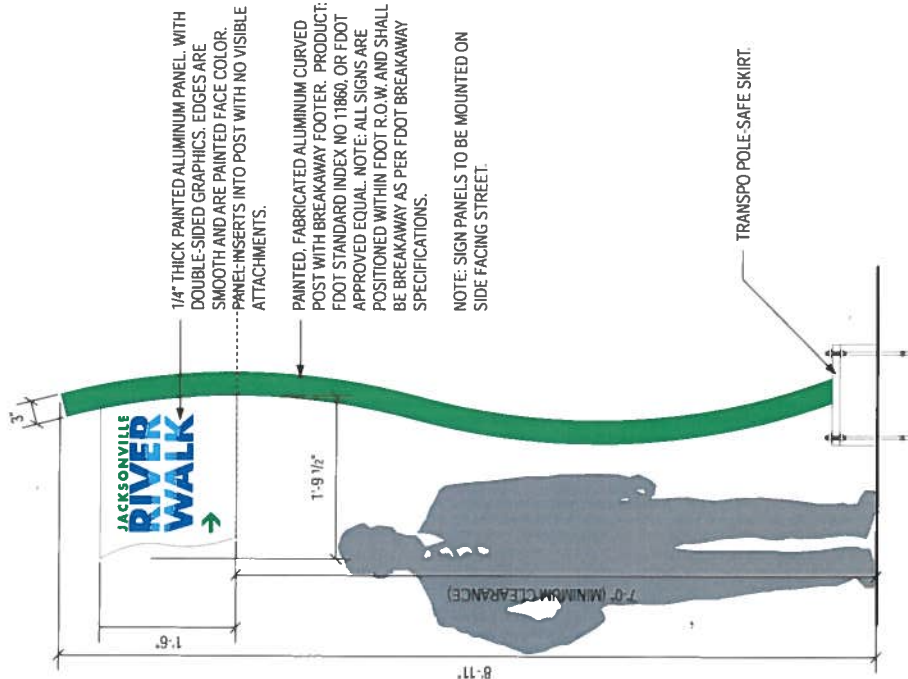 1/4" THICK PAINTED ALUMINUM PANEL. WITH
DOUBLE-SIDED GRAPHICS. EDGES ARE
SMOOTH AND ARE PAINTED FACE COLOR.
PANEL INSERTS INTO POST WITH NO VISIBLE
ATTACHMENTS.
PAINTED, FABRICATED ALUMINUM CURVED
POST WITH BREAKAWAY FOOTER. PRODUCT:
FDOT STANDARD INDEX NO 11860, OR FDOT
APPROVED EQUAL. NOTE: ALL SIGNS ARE
POSITIONED WITHIN FDOT R.O.W. AND SHALL
BE BREAKAWAY AS PER FDOT BREAKAWAY
SPECIFICATIONS.
NOTE: SIGN PANELS TO BE MOUNTED ON
SIDE FACING STREET.
TRANSPO POLE-SAFE SKIRT.
3"
JACKSONVILLE
RIVER
WALK
1'-9 1/2"
1'-6"
7'-0" (MINIMUM CLEARANCE)
8'-11"